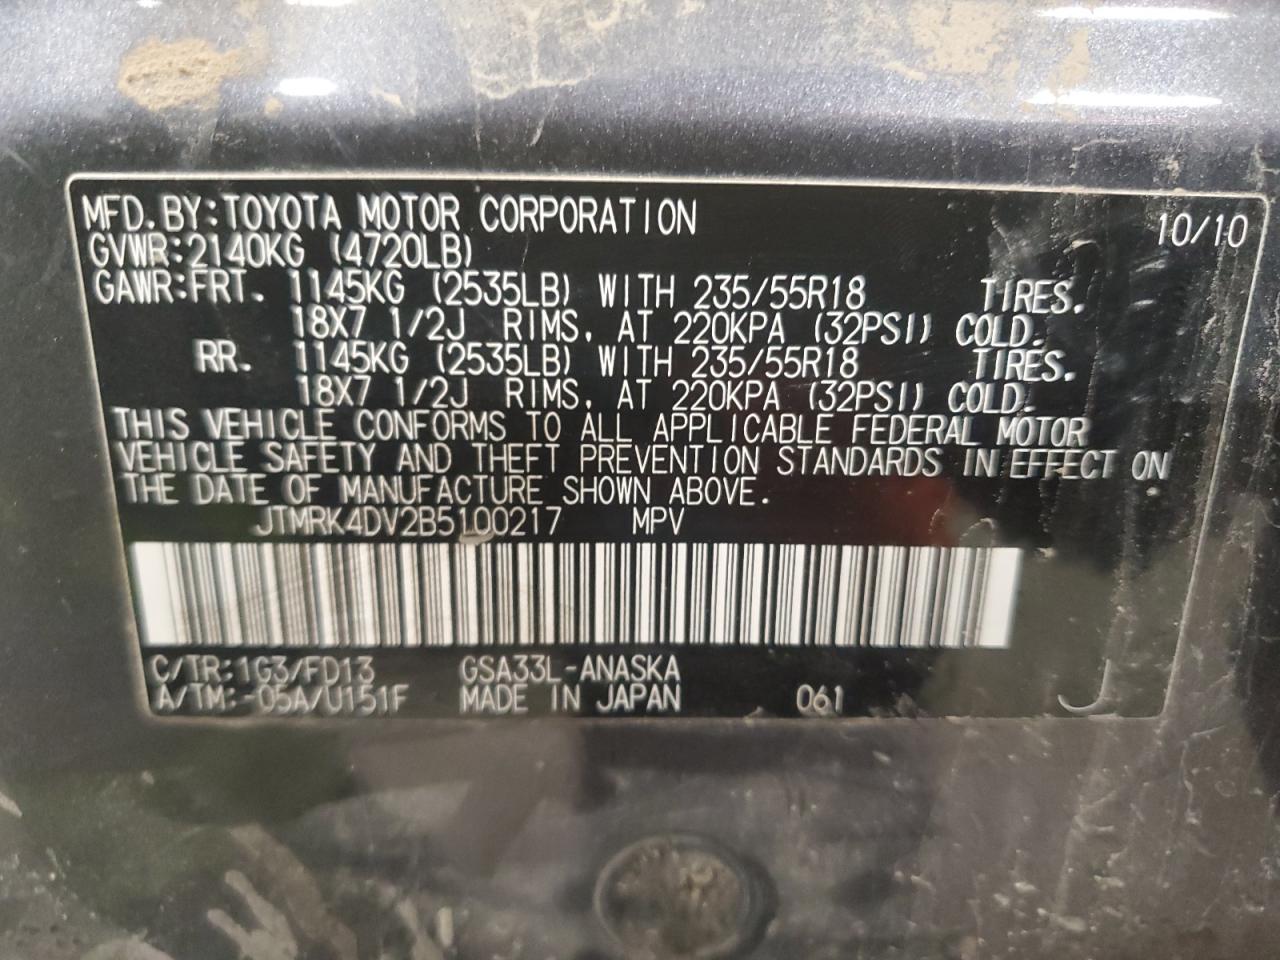 MFD.BY:TOYOTA MOTOR CORPORATION 10/10
GVWR:2140KG (4720LB)
GAWR:FRT. 1145KG (2535LB) WITH 235/55R18 TIRES.
18X7 1/2J RIMS, AT 220KPA (32PSI) COLD.
RR. 1145KG (2535LB) WITH 235/55R18 TIRES.
18X7 1/2J RIMS, AT 220KPA (32PSI) COLD.
THIS VEHICLE CONFORMS TO ALL APPLICABLE FEDERAL MOTOR
VEHICLE SAFETY AND THEFT PREVENTION STANDARDS IN EFFECT ON
THE DATE OF MANUFACTURE SHOWN ABOVE.
JTMRK4DV2B5100217 MPV
C/TR:1G3/FD13 GSA33L-ANASKA
A/TM:-05A/U151F MADE IN JAPAN 061